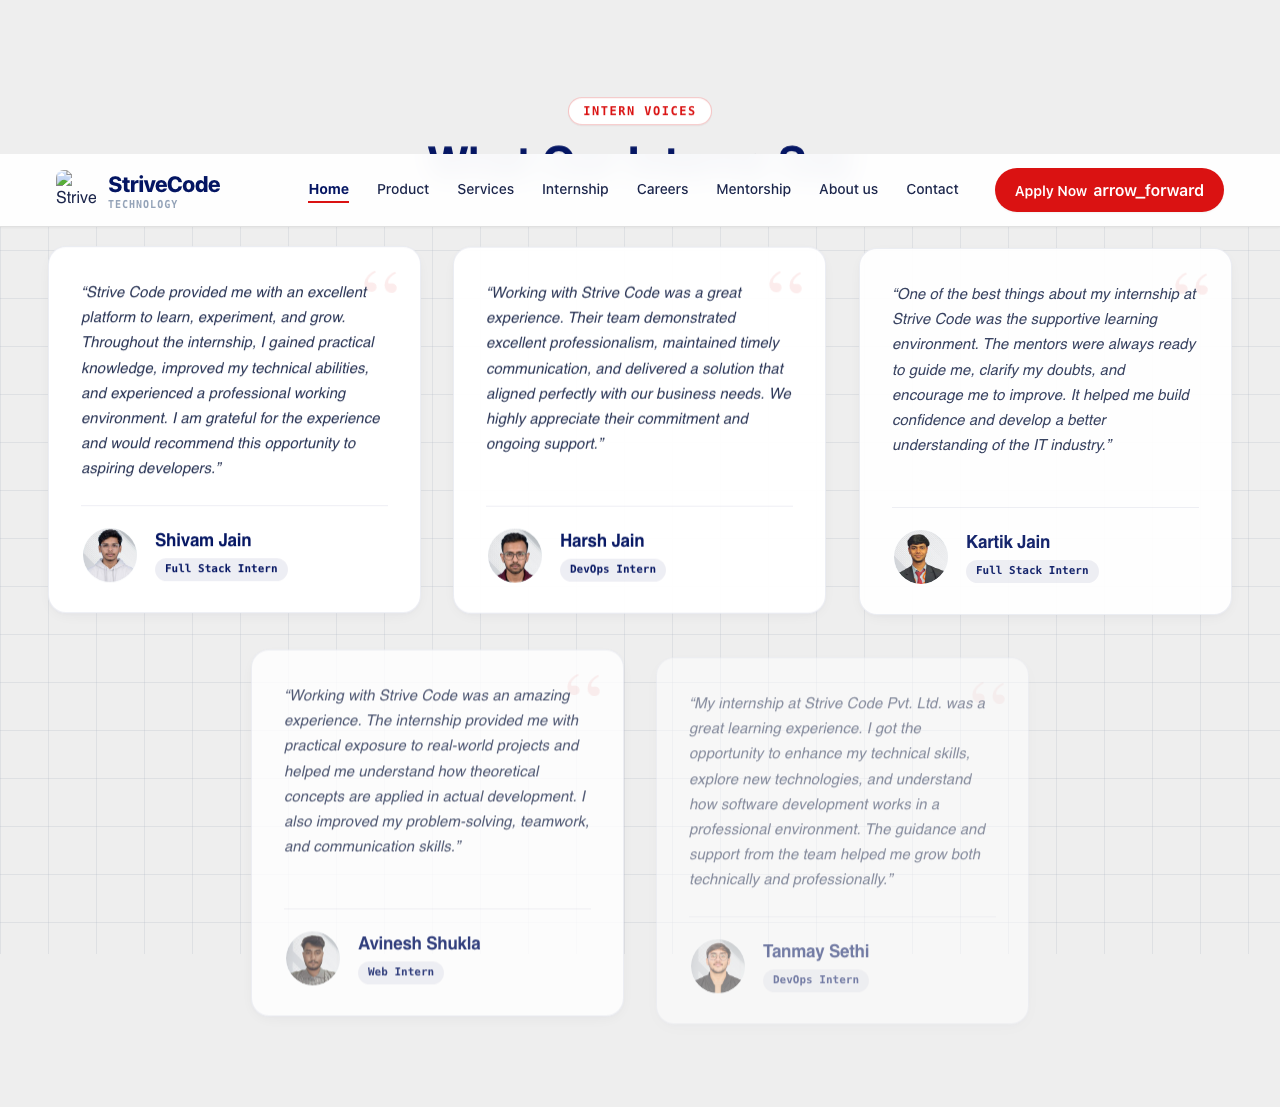 INTERN VOICES
What Our Interns Say
Strive
StriveCode
TECHNOLOGY
Home
Product
Services
Internship
Careers
Mentorship
About us
Contact
Apply Now arrow_forward
“Strive Code provided me with an excellent
platform to learn, experiment, and grow.
Throughout the internship, I gained practical
knowledge, improved my technical abilities,
and experienced a professional working
environment. I am grateful for the experience
and would recommend this opportunity to
aspiring developers.”
Shivam Jain
Full Stack Intern
“Working with Strive Code was a great
experience. Their team demonstrated
excellent professionalism, maintained timely
communication, and delivered a solution that
aligned perfectly with our business needs. We
highly appreciate their commitment and
ongoing support.”
Harsh Jain
DevOps Intern
“One of the best things about my internship at
Strive Code was the supportive learning
environment. The mentors were always ready
to guide me, clarify my doubts, and
encourage me to improve. It helped me build
confidence and develop a better
understanding of the IT industry.”
Kartik Jain
Full Stack Intern
“Working with Strive Code was an amazing
experience. The internship provided me with
practical exposure to real-world projects and
helped me understand how theoretical
concepts are applied in actual development. I
also improved my problem-solving, teamwork,
and communication skills.”
Avinesh Shukla
Web Intern
“My internship at Strive Code Pvt. Ltd. was a
great learning experience. I got the
opportunity to enhance my technical skills,
explore new technologies, and understand
how software development works in a
professional environment. The guidance and
support from the team helped me grow both
technically and professionally.”
Tanmay Sethi
DevOps Intern